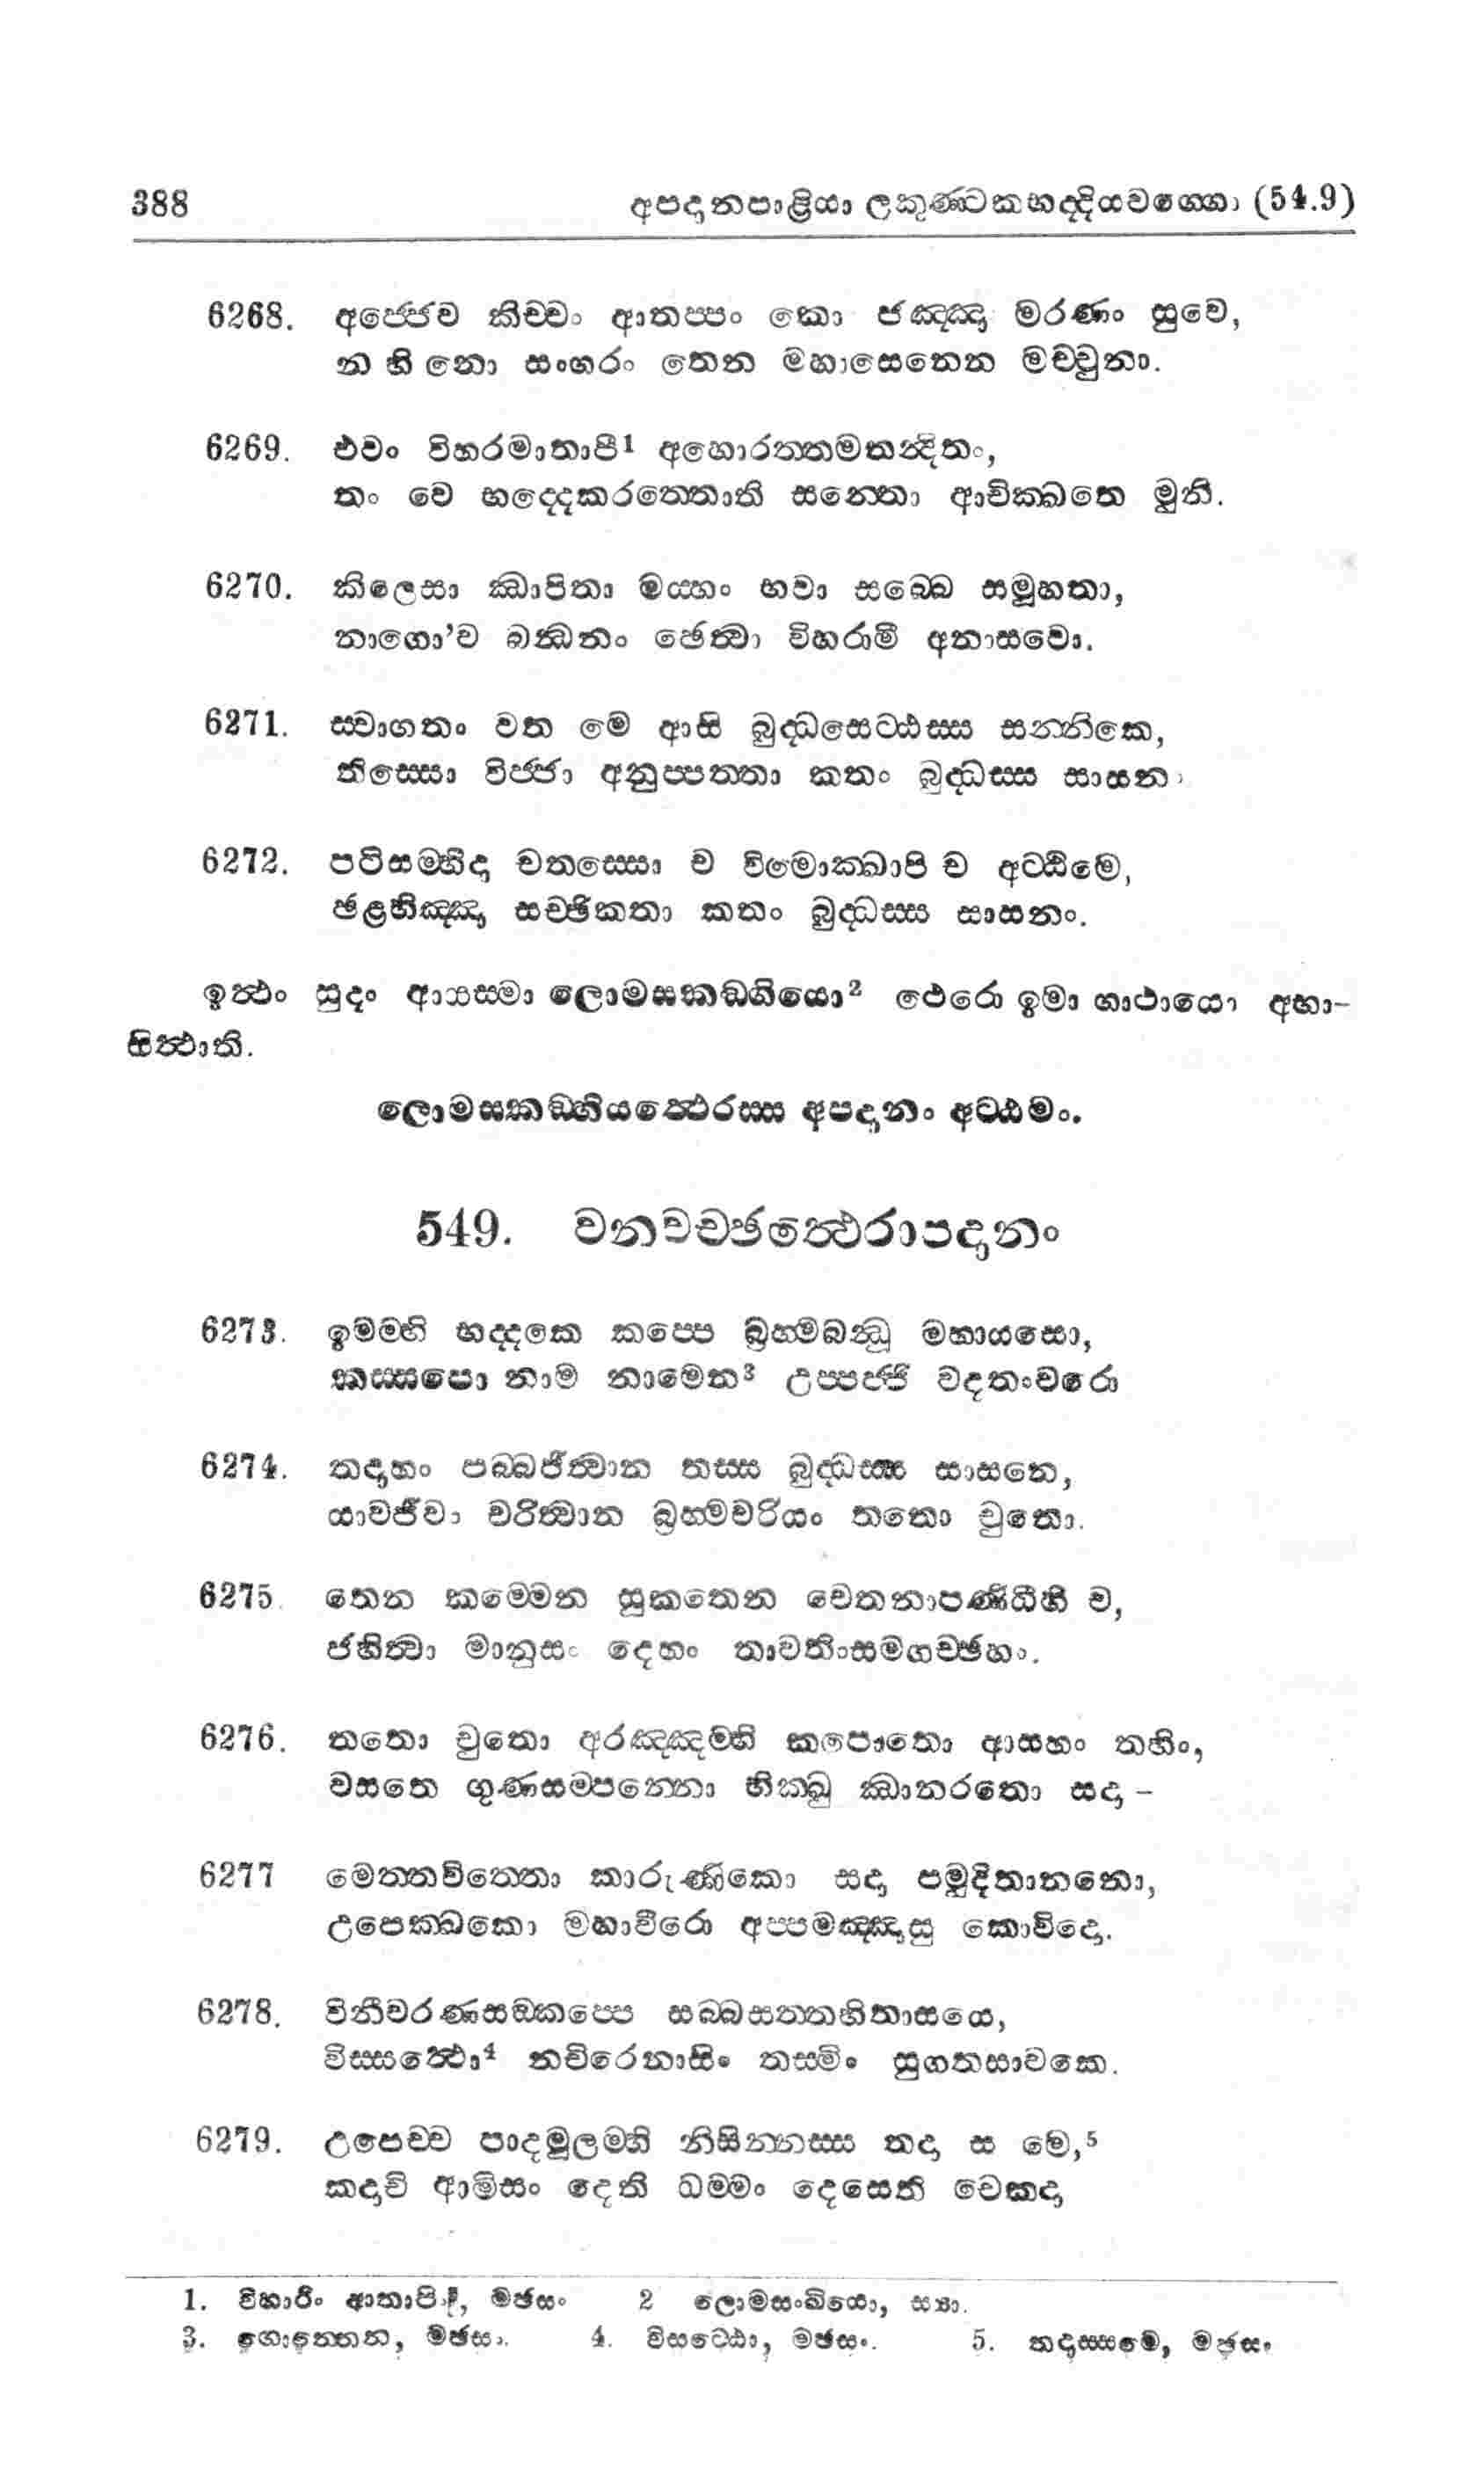 388 අපදානපාළියා ලකුණ්ටකභද්දියවග්ගො (54.9)
6268. අජ්ජෙව කිච්චං ආතප්පං කො ජඤ්ඤා මරණං සුවෙ,
න හි නො සංගරං තෙන මහාසෙනෙන මච්චුනා.
6269. එවං විහරමාතාපී¹ අහොරත්තමතන්දිතං,
තං වෙ භද්දෙකරත්තොති සන්තො ආචික්ඛතෙ මුනි.
6270. කිලෙසා ඣාපිතා මය්හං භවා සබ්බෙ සමූහතා,
නාගො'ව බන්ධනං ඡෙත්වා විහරාමි අනාසවො.
6271. ස්වාගතං වත මෙ ආසි බුද්ධසෙට්ඨස්ස සන්තිකෙ,
තිස්සො විජ්ජා අනුප්පත්තා කතං බුද්ධස්ස සාසන
6272. පටිසම්භිදා චතස්සො ච විමොක්ඛාපි ච අට්ඨිමෙ,
ඡළභිඤ්ඤා සච්ඡිකතා කතං බුද්ධස්ස සාසනං.
ඉත්ථං සුදං ආයස්මා ලොමසකඞ්ගියො² ථෙරො ඉමා ගාථායො අභා-
සිත්ථාති.
ලොමසකඞ්ගියත්ථෙරස්ස අපදානං අට්ඨමං.
549. වනවච්ඡත්ථෙරාපදානං
6273. ඉමම්හි භද්දකෙ කප්පෙ බ්‍රහ්මබන්ධු මහායසො,
කස්සපො නාම නාමෙන³ උප්පජ්ජි වදතංවරො
6274. තදාහං පබ්බජිත්වාන තස්ස බුද්ධස්ස සාසනෙ,
යාවජීවා චරිත්වාන බ්‍රහ්මචරියං තතො චුතො.
6275. තෙන කම්මෙන සුකතෙන චෙතනාපණිධීහි ච,
ජහිත්වා මානුසං දෙහං තාවතිංසමගච්ඡහං.
6276. තතො චුතො අරඤ්ඤම්හි කපොතො ආසහං තහිං,
වසතෙ ගුණසම්පන්නො භික්ඛු ඣානරතො සදා –
6277 මෙත්තචිත්තො කාරුණිකො සදා පමුදිතානනො,
උපෙක්ඛකො මහාවීරො අප්පමඤ්ඤාසු කොවිදො.
6278. විනීවරණසඞ්කප්පෙ සබ්බසත්තහිතාසයෙ,
විස්සත්ථො⁴ නචිරෙනාසිං තස්මිං සුගතසාවකෙ.
6279. උපෙච්ච පාදමූලම්හි නිසින්නස්ස තදා ස මෙ,⁵
කදාචි ආමිසං දෙති ධම්මං දෙසෙති චෙකදා
1. විහාරිං ආතාපිං, මඡසං 2 ලොමසංඛියො, ස්‍යා.
3. ගොත්තෙන, මඡසං. 4. විසට්ඨො, මඡසං. 5. තදාස්සමෙ, මඡසං